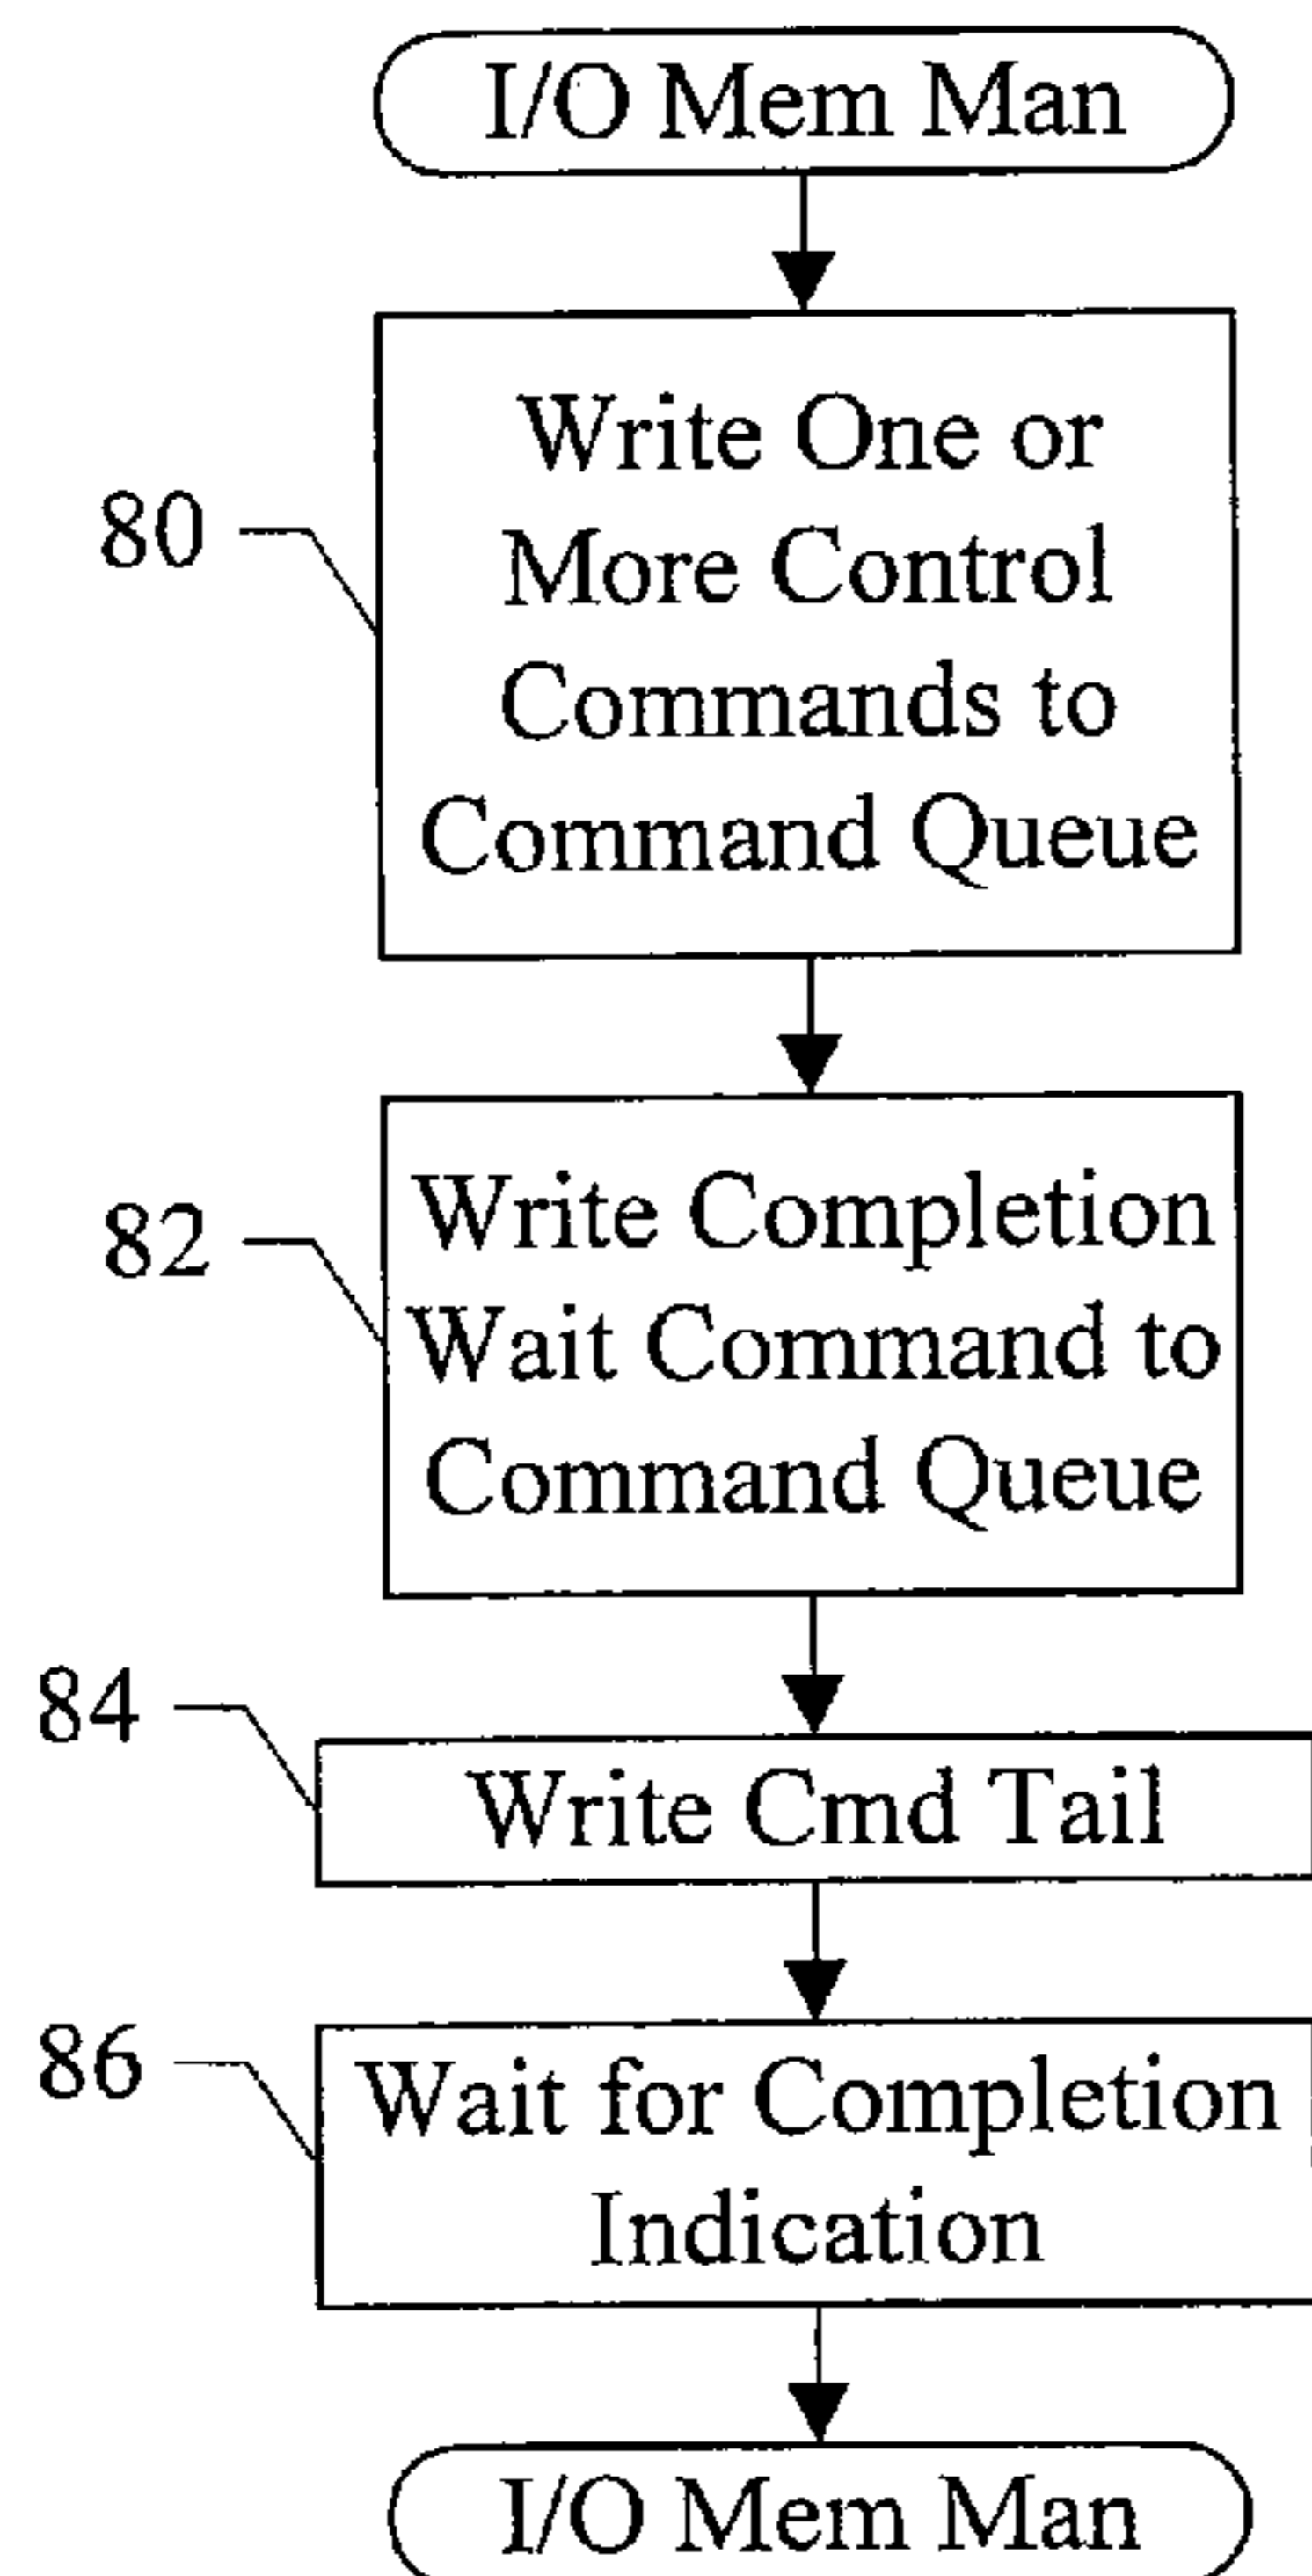 I/O Mem Man
80
Write One or
More Control
Commands to
Command Queue
82
Write Completion
Wait Command to
Command Queue
84
Write Cmd Tail
86
Wait for Completion
Indication
I/O Mem Man